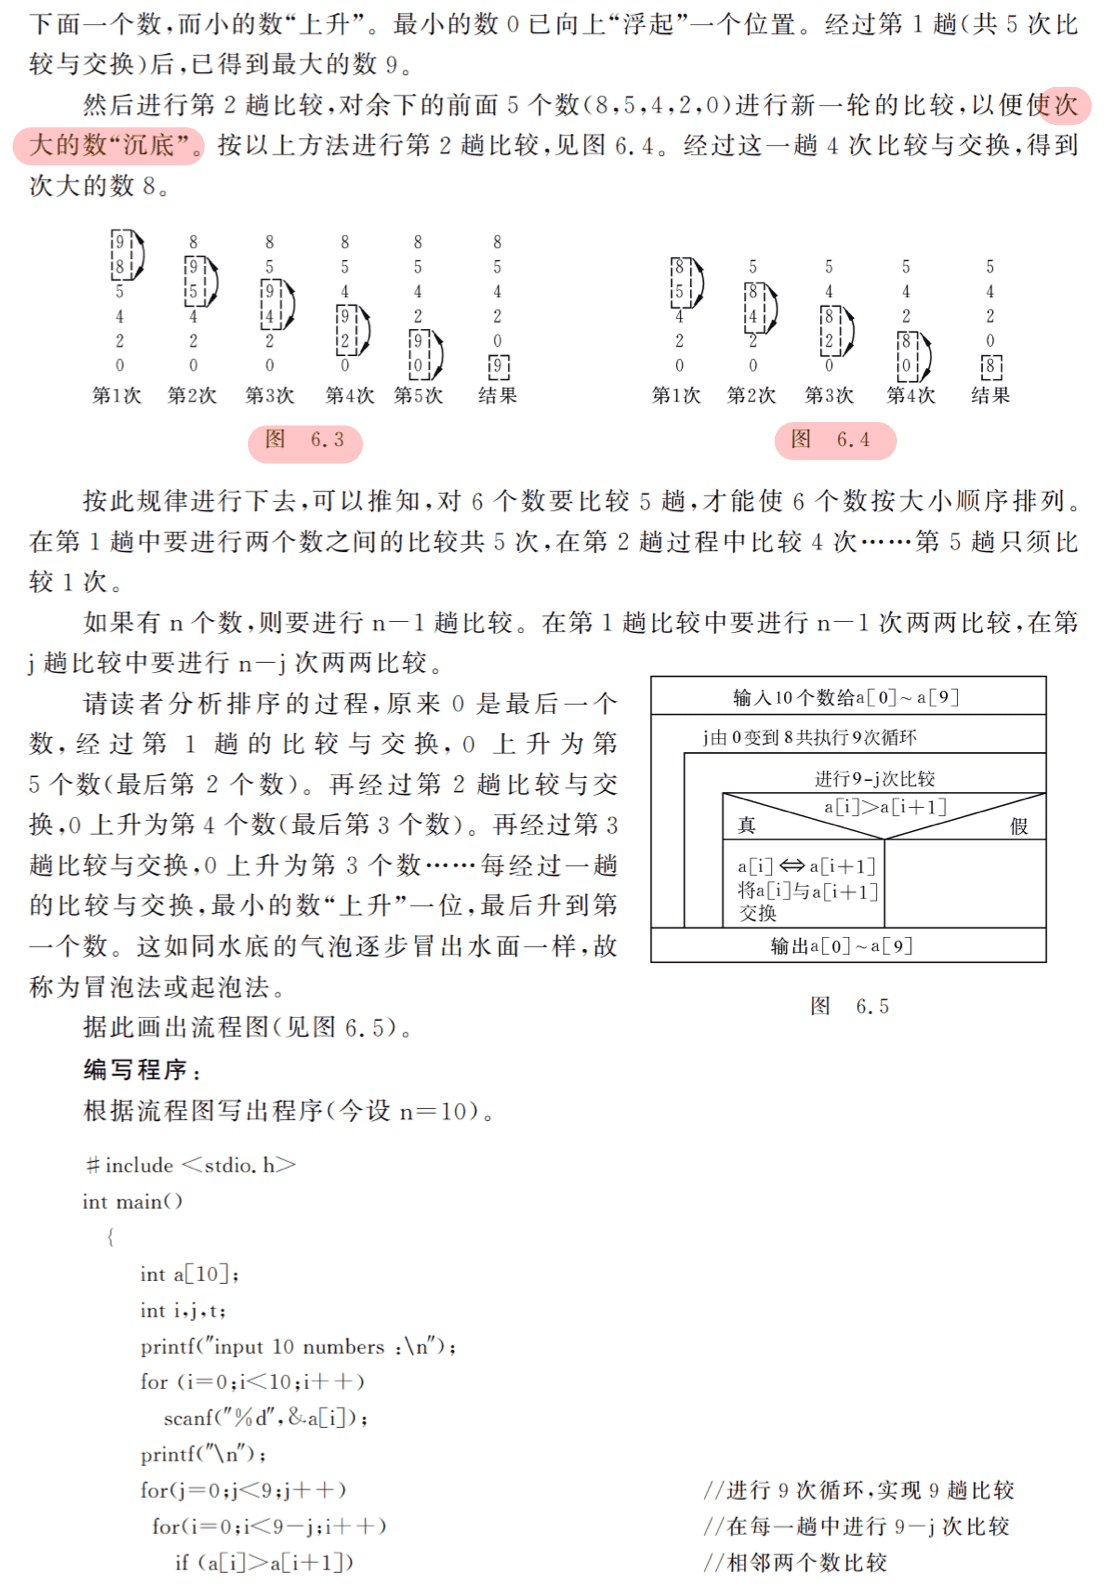 下面一个数,而小的数“上升”。最小的数0已向上“浮起”一个位置。经过第1趟(共5次比
较与交换)后,已得到最大的数9。
然后进行第2趟比较,对余下的前面5个数(8,5,4,2,0)进行新一轮的比较,以便使次
大的数“沉底”。按以上方法进行第2趟比较,见图6.4。经过这一趟4次比较与交换,得到
次大的数8。
9 8 8 8 8 8
8 9 5 5 5 5
5 5 9 4 4 4
4 4 4 9 2 2
2 2 2 2 9 0
0 0 0 0 0 9
第1次 第2次 第3次 第4次 第5次 结果
图 6.3
8 5 5 5 5
5 8 4 4 4
4 4 8 2 2
2 2 2 8 0
0 0 0 0 8
第1次 第2次 第3次 第4次 结果
图 6.4
按此规律进行下去,可以推知,对6个数要比较5趟,才能使6个数按大小顺序排列。
在第1趟中要进行两个数之间的比较共5次,在第2趟过程中比较4次……第5趟只须比
较1次。
如果有n个数,则要进行n-1趟比较。在第1趟比较中要进行n-1次两两比较,在第
j趟比较中要进行n-j次两两比较。
请读者分析排序的过程,原来0是最后一个
数,经过第1趟的比较与交换,0上升为第
5个数(最后第2个数)。再经过第2趟比较与交
换,0上升为第4个数(最后第3个数)。再经过第3
趟比较与交换,0上升为第3个数……每经过一趟
的比较与交换,最小的数“上升”一位,最后升到第
一个数。这如同水底的气泡逐步冒出水面一样,故
称为冒泡法或起泡法。
据此画出流程图(见图6.5)。
输入10个数给a[0]~a[9]
j由0变到8共执行9次循环
进行9-j次比较
a[i]>a[i+1]
真 假
a[i]⇔a[i+1]
将a[i]与a[i+1]
交换
输出a[0]~a[9]
图 6.5
编写程序:
根据流程图写出程序(今设n=10)。
#include <stdio.h>
int main()
{
int a[10];
int i,j,t;
printf("input 10 numbers :\n");
for (i=0;i<10;i++)
scanf("%d",&a[i]);
printf("\n");
for(j=0;j<9;j++) //进行9次循环,实现9趟比较
for(i=0;i<9-j;i++) //在每一趟中进行9-j次比较
if (a[i]>a[i+1]) //相邻两个数比较